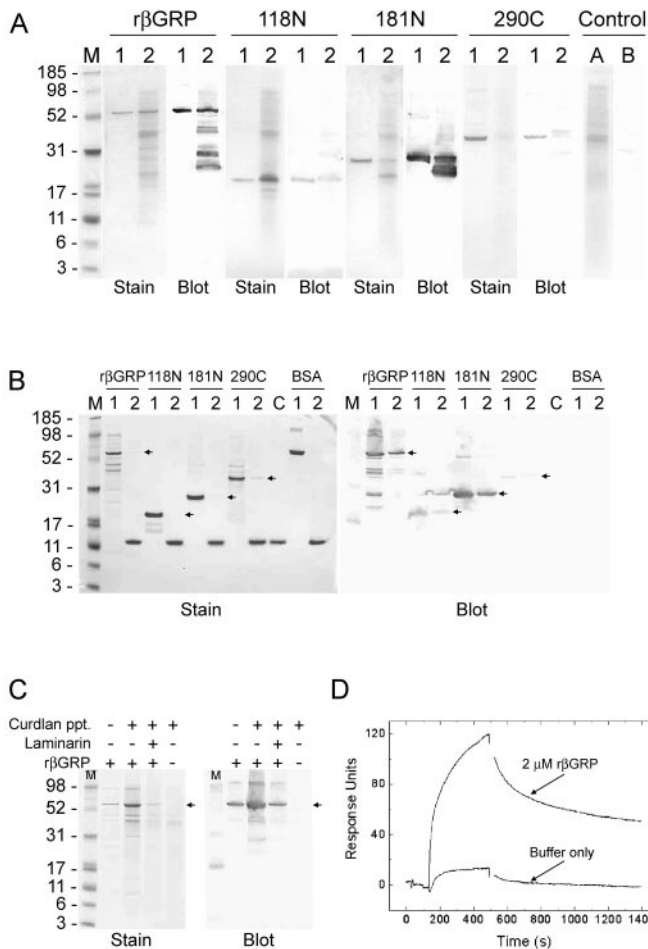 A
rβGRP 118N 181N 290C Control
M 1 2 1 2 1 2 1 2 1 2 1 2 1 2 1 2 A B
185 -
98 -
52 -
31 -
17 -
11 -
6 -
3 -
Stain Blot Stain Blot Stain Blot Stain Blot
B
rβGRP 118N 181N 290C BSA
M 1 2 1 2 1 2 1 2 C 1 2
185 -
98 -
52 -
31 -
17 -
11 -
6 -
3 -
Stain
rβGRP 118N 181N 290C BSA
M 1 2 1 2 1 2 1 2 C 1 2
Blot
C
Curdlan ppt. - + + + - + + +
Laminarin - - + - - - + -
rβGRP + + + - + + + -
M M
98 -
52 -
31 -
17 -
11 -
6 -
3 -
Stain Blot
D
Response Units
120
80
40
0
2 µM rβGRP
Buffer only
0 200 400 600 800 1000 1200 1400
Time (s)